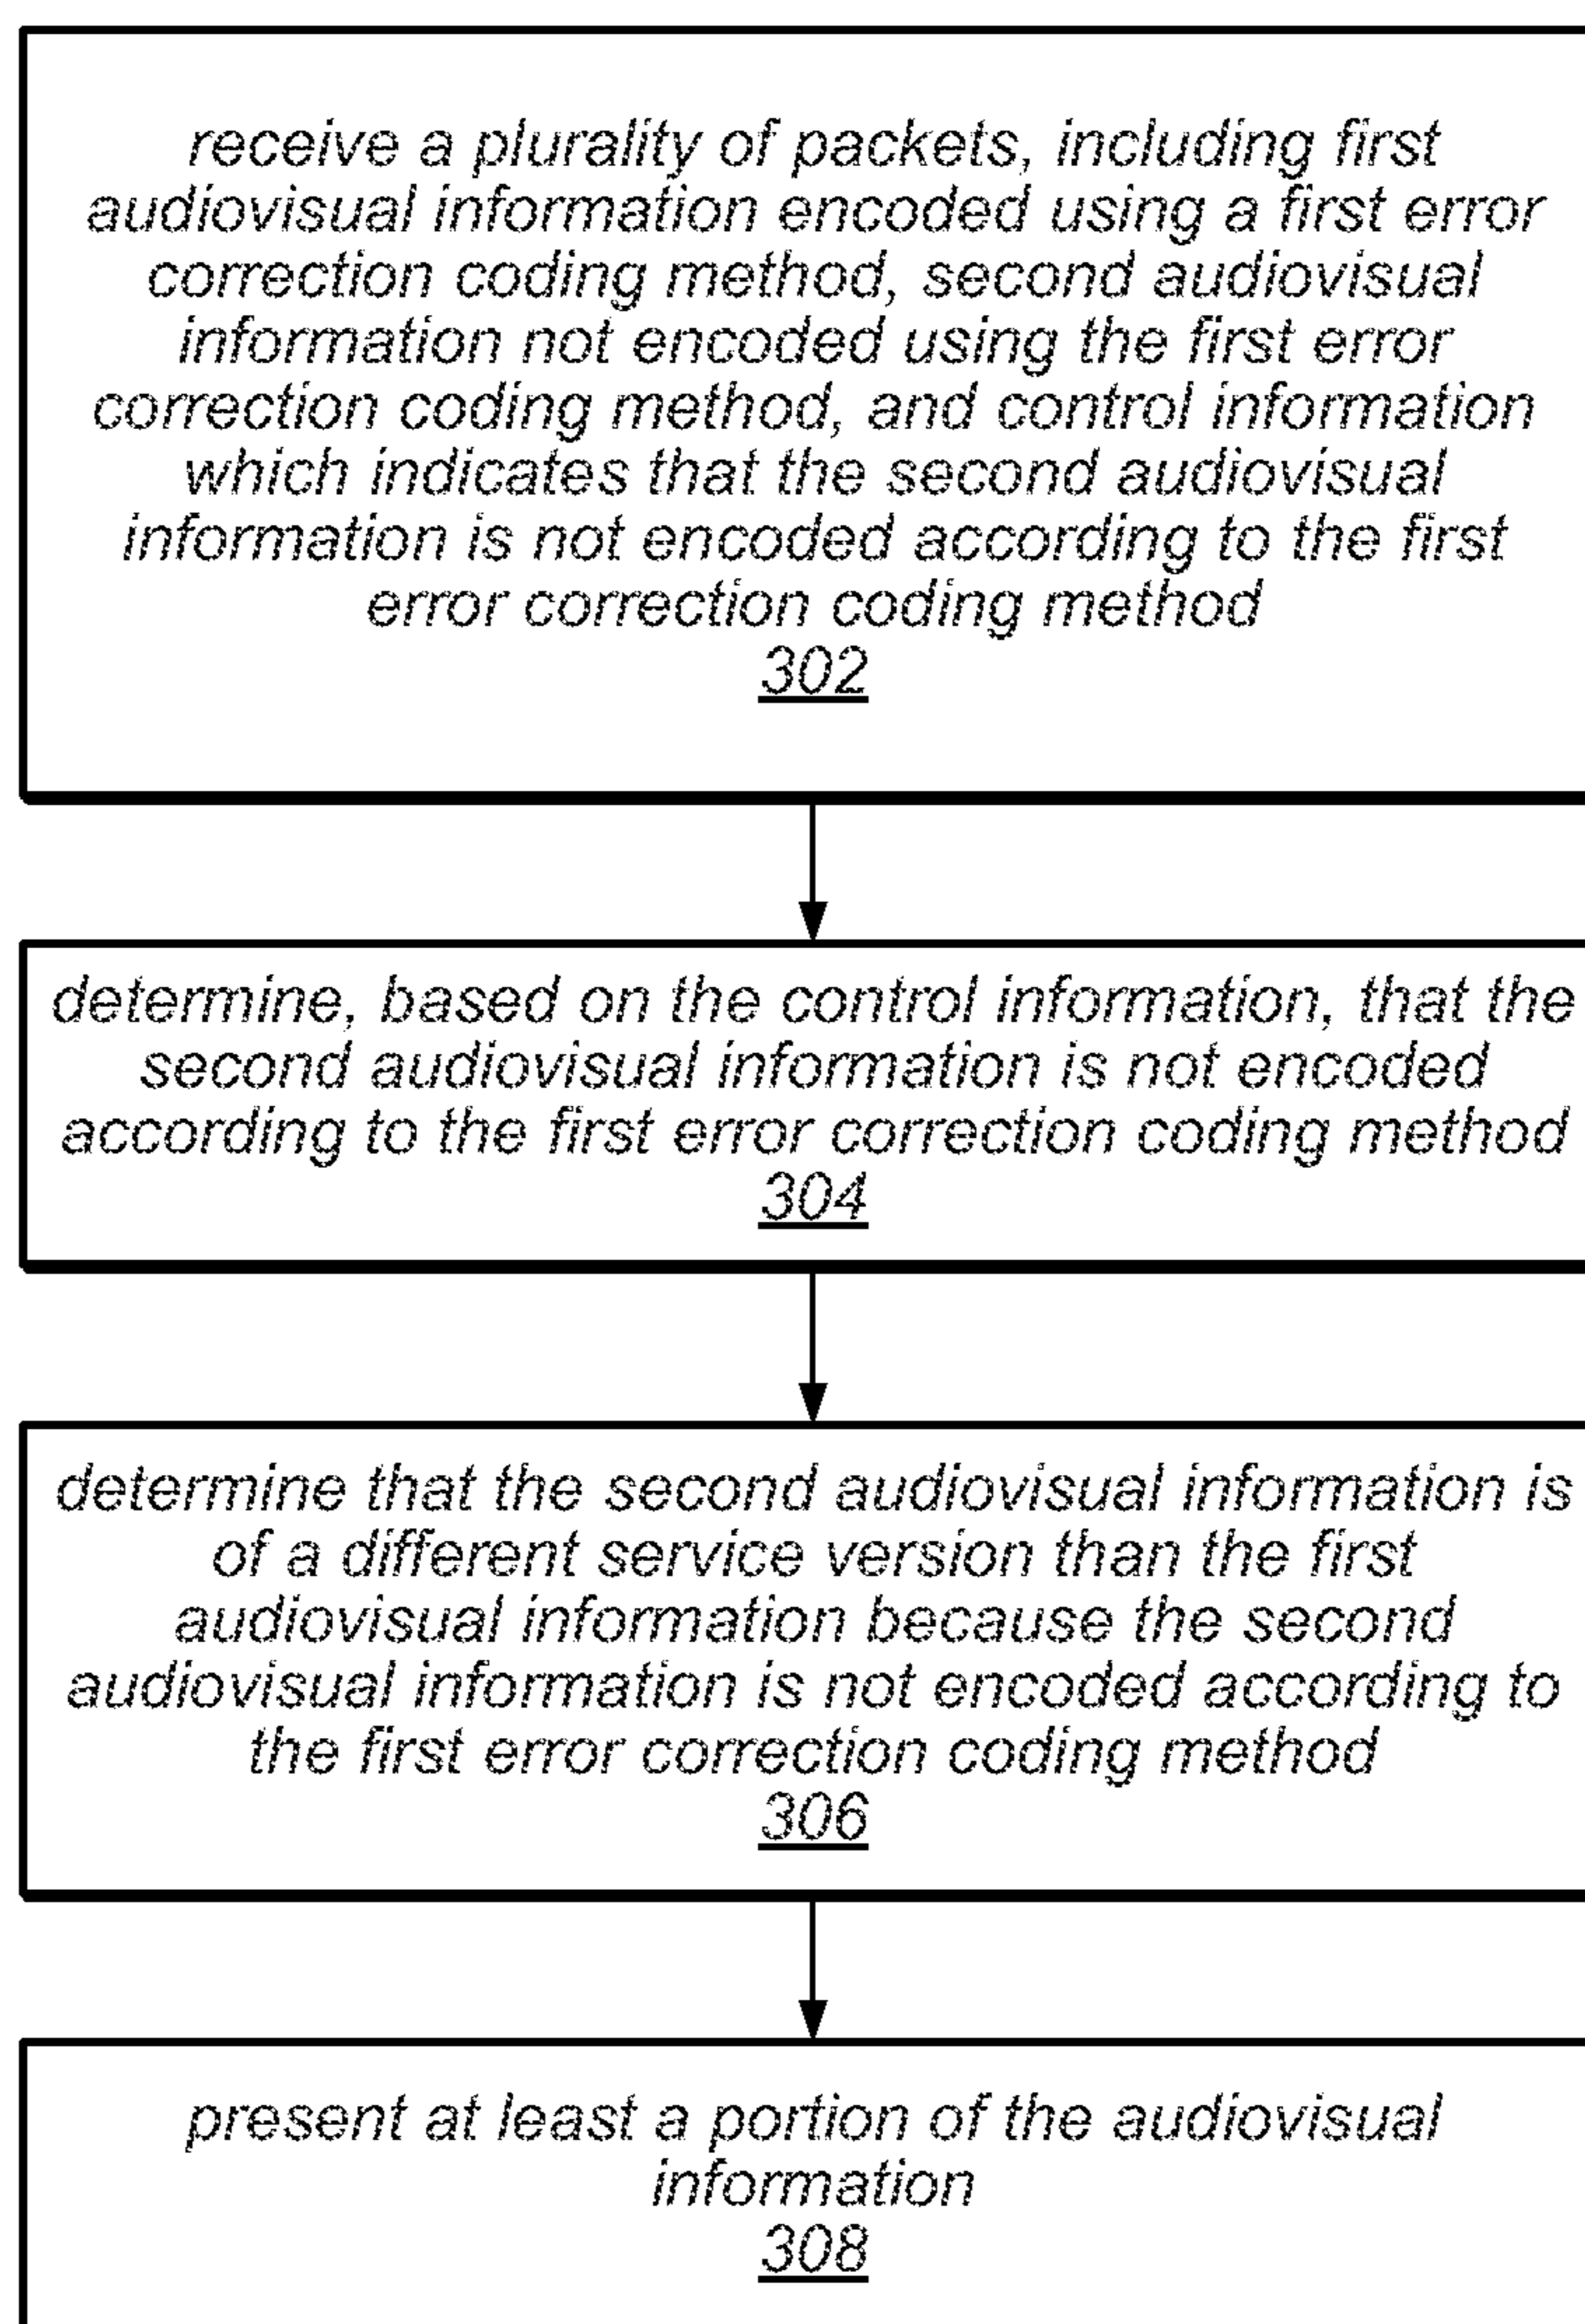 receive a plurality of packets, including first
audiovisual information encoded using a first error
correction coding method, second audiovisual
information not encoded using the first error
correction coding method, and control information
which indicates that the second audiovisual
information is not encoded according to the first
error correction coding method
302
determine, based on the control information, that the
second audiovisual information is not encoded
according to the first error correction coding method
304
determine that the second audiovisual information is
of a different service version than the first
audiovisual information because the second
audiovisual information is not encoded according to
the first error correction coding method
306
present at least a portion of the audiovisual
information
308